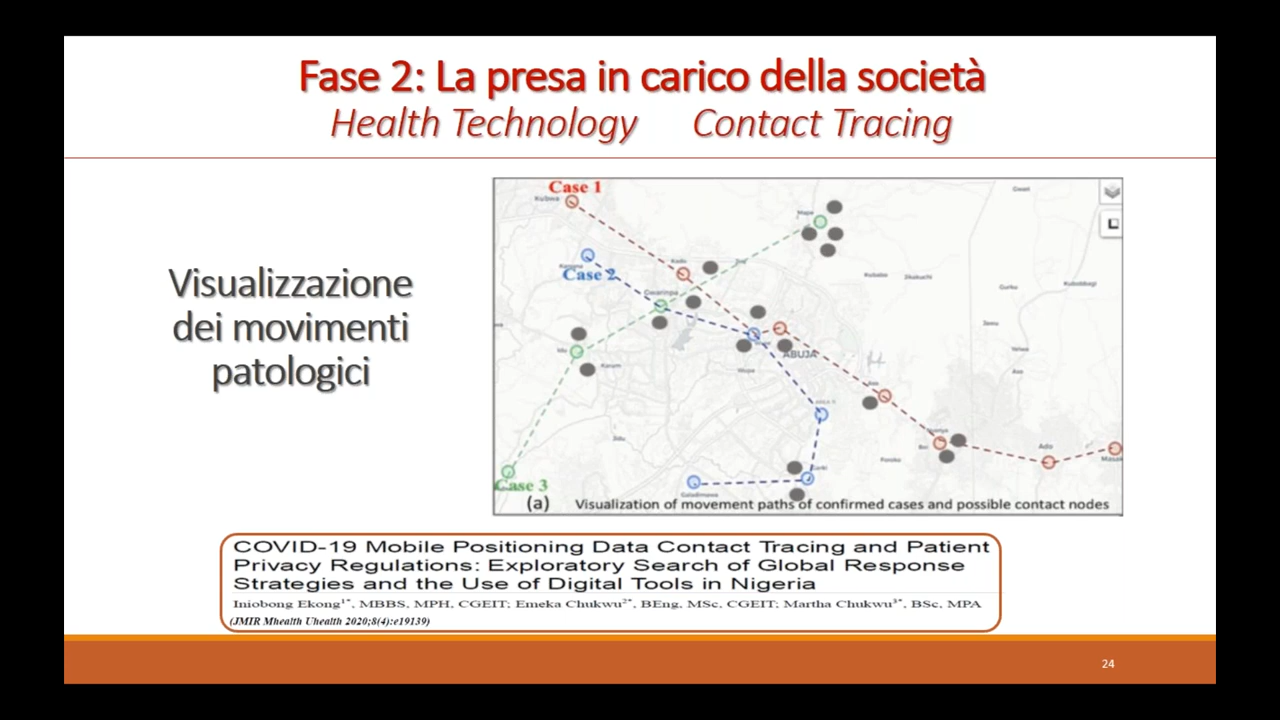 Fase 2: La presa in carico della società
Health Technology Contact Tracing
Visualizzazione
dei movimenti
patologici
Case 1
Kubwa
Case 2
Gwarinpa
ABUJA
Case 3
(a) Visualization of movement paths of confirmed cases and possible contact nodes
COVID-19 Mobile Positioning Data Contact Tracing and Patient
Privacy Regulations: Exploratory Search of Global Response
Strategies and the Use of Digital Tools in Nigeria
Iniobong Ekong1*, MBBS, MPH, CGEIT; Emeka Chukwu2*, BEng, MSc, CGEIT; Martha Chukwu3*, BSc, MPA
(JMIR Mhealth Uhealth 2020;8(4):e19139)
24